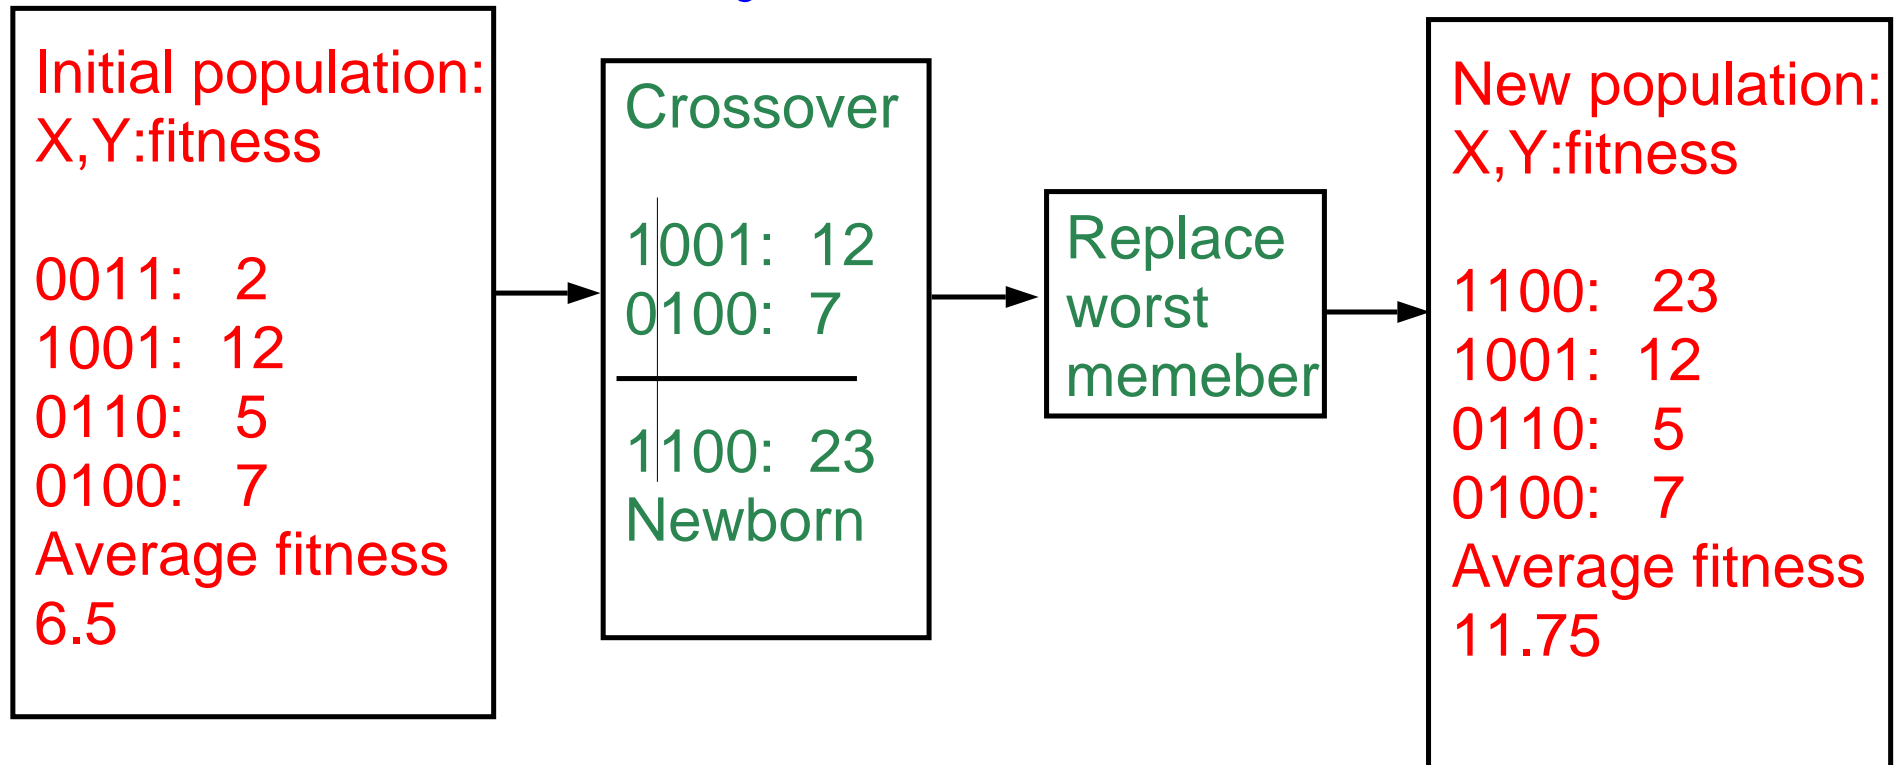 Initial population:
X,Y:fitness
0011: 2
1001: 12
0110: 5
0100: 7
Average fitness
6.5
Crossover
1001: 12
0100: 7
1100: 23
Newborn
Replace
worst
memeber
New population:
X,Y:fitness
1100: 23
1001: 12
0110: 5
0100: 7
Average fitness
11.75